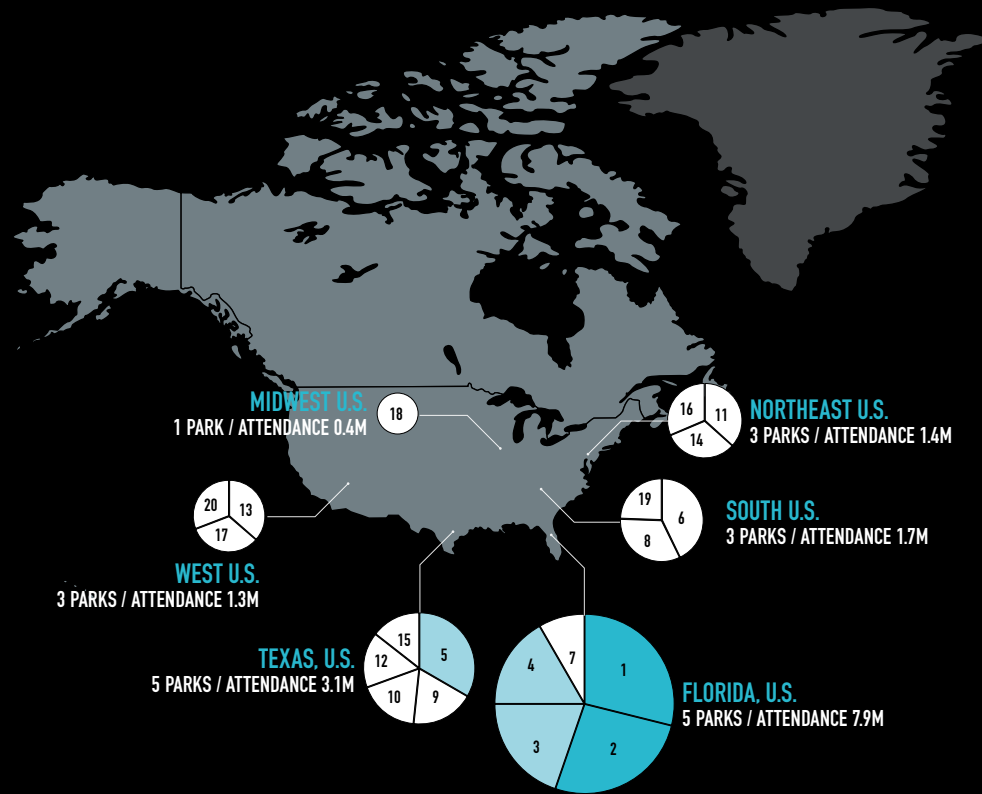 MIDWEST U.S.
1 PARK / ATTENDANCE 0.4M
18
16
11
14
NORTHEAST U.S.
3 PARKS / ATTENDANCE 1.4M
20
13
17
WEST U.S.
3 PARKS / ATTENDANCE 1.3M
19
6
8
SOUTH U.S.
3 PARKS / ATTENDANCE 1.7M
TEXAS, U.S.
5 PARKS / ATTENDANCE 3.1M
15
5
12
10
9
4
7
1
3
2
FLORIDA, U.S.
5 PARKS / ATTENDANCE 7.9M